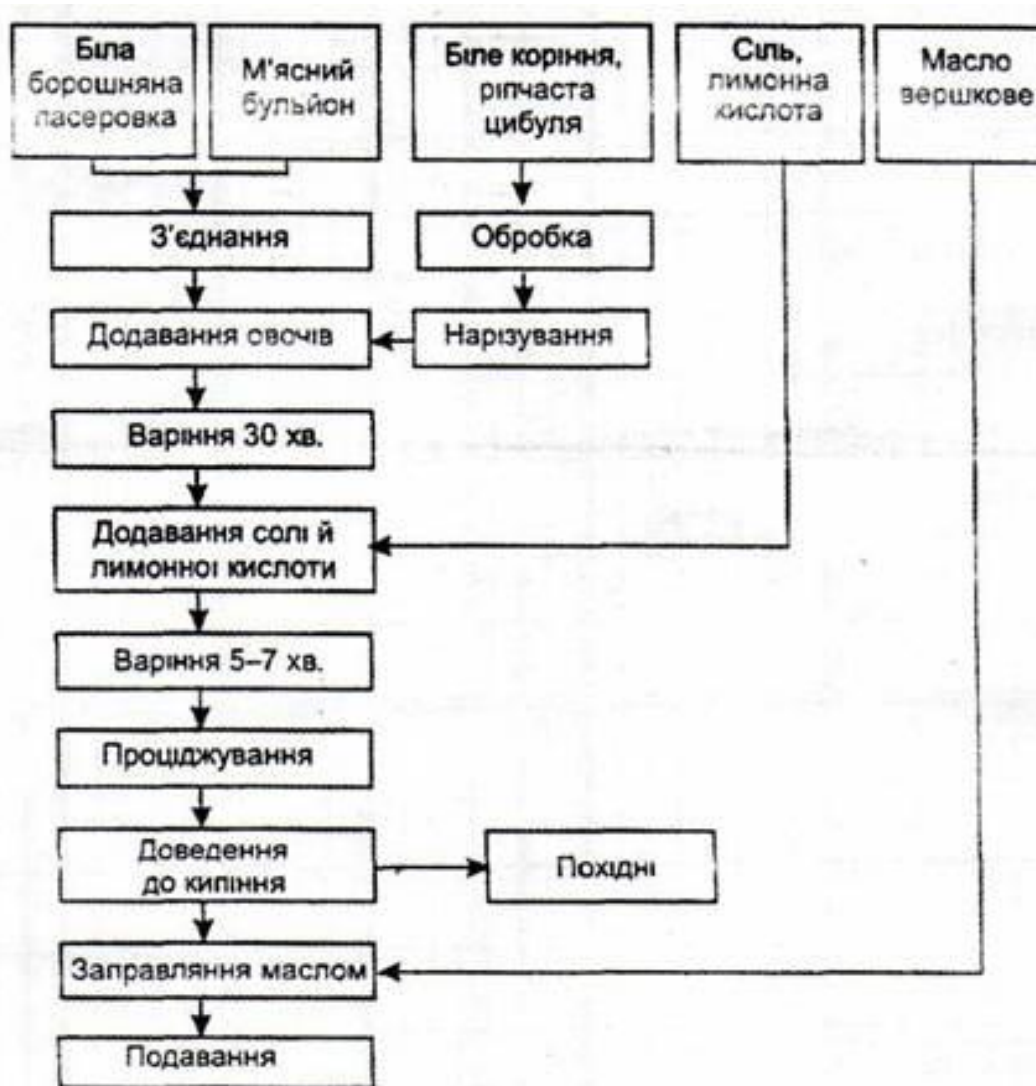 Біла
борошняна
пасеровка
М'ясний
бульйон
Біле коріння,
ріпчаста
цибуля
Сіль,
лимонна
кислота
Масло
вершкове
З'єднання
Обробка
Додавання овочів
Нарізування
Варіння 30 хв.
Додавання солі й
лимонної кислоти
Варіння 5–7 хв.
Проціджування
Доведення
до кипіння
Похідні
Заправляння маслом
Подавання